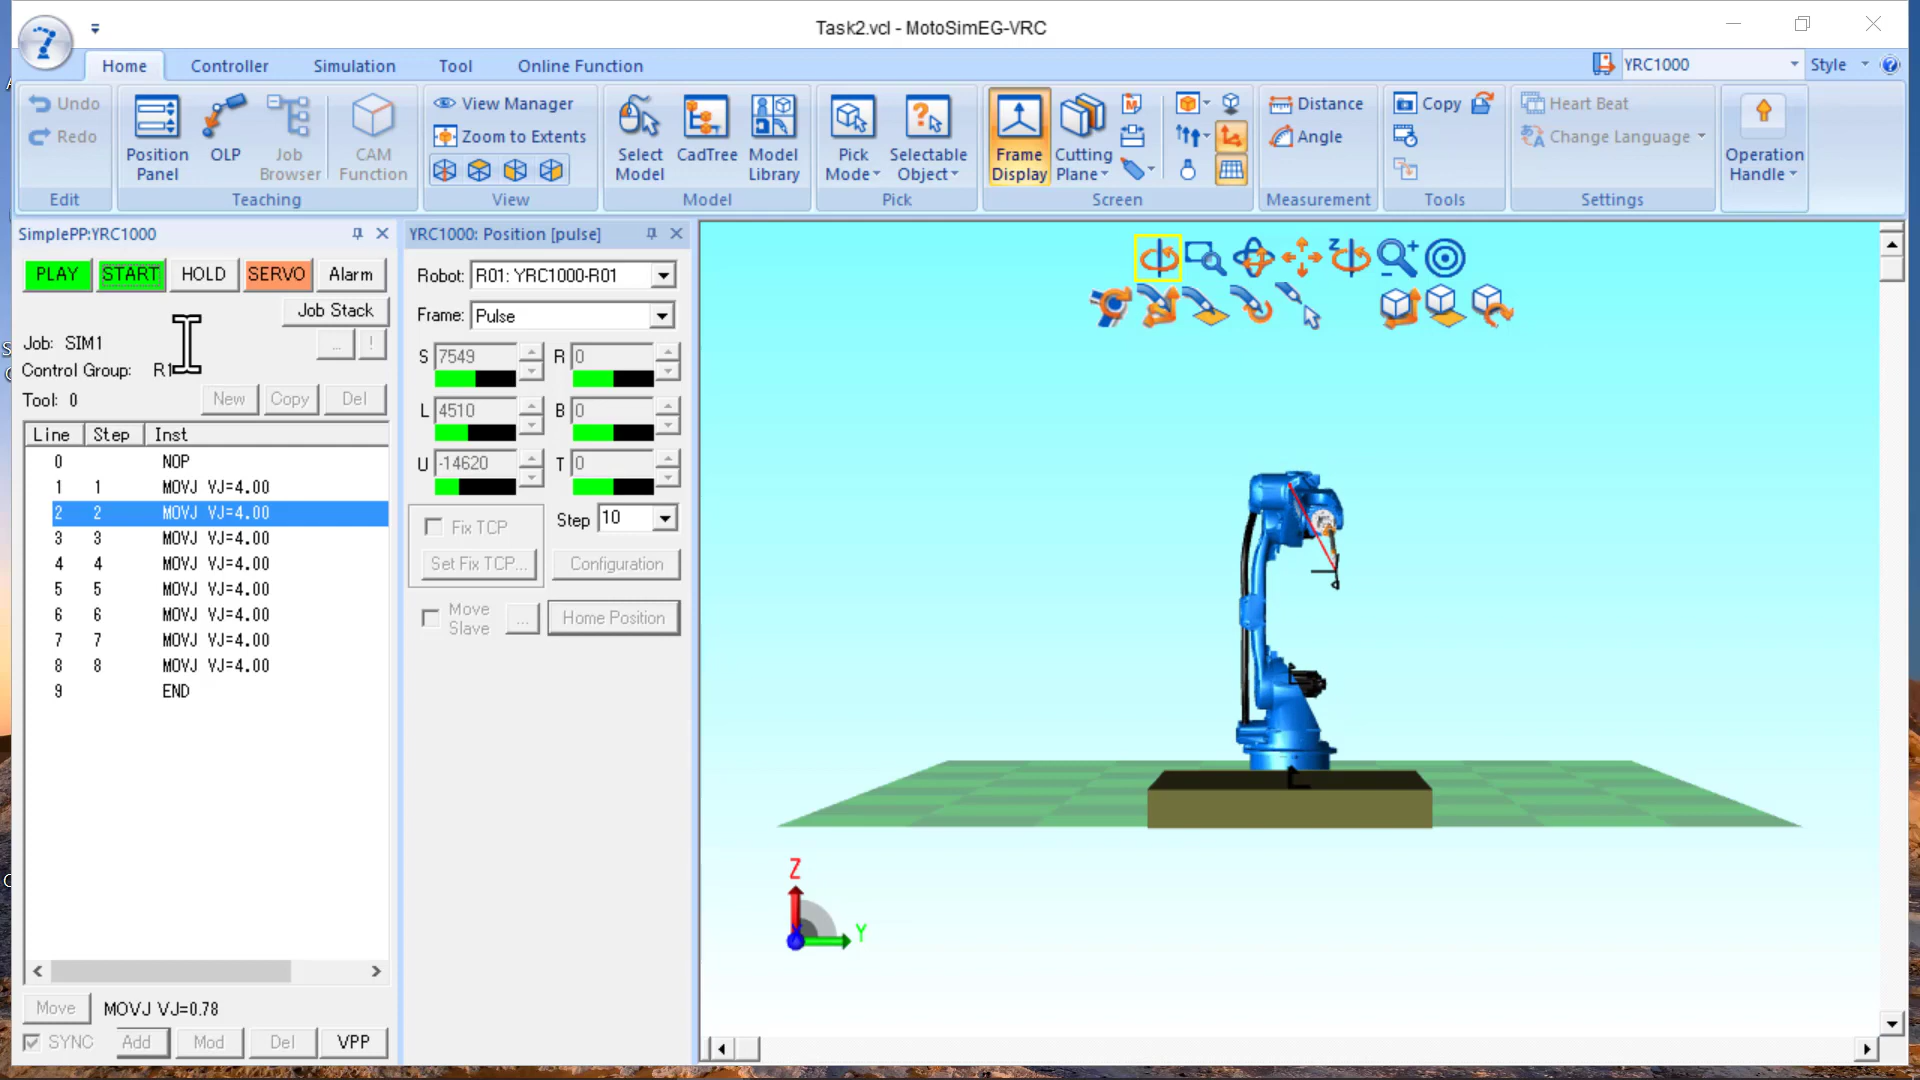 Task2.vcl - MotoSimEG-VRC
Home Controller Simulation Tool Online Function
YRC1000 Style
Undo
Redo
Edit
Position Panel
OLP
Job Browser
CAM Function
Teaching
View Manager
Zoom to Extents
View
Select Model
CadTree
Model Library
Model
Pick Mode
Selectable Object
Pick
Frame Display
Cutting Plane
Screen
Distance
Angle
Measurement
Copy
Tools
Heart Beat
Change Language
Settings
Operation Handle
SimplePP:YRC1000
PLAY START HOLD SERVO Alarm
Job Stack
Job: SIM1 ... !
Control Group: R1
Tool: 0 New Copy Del
Line Step Inst
0 NOP
1 1 MOVJ VJ=4.00
2 2 MOVJ VJ=4.00
3 3 MOVJ VJ=4.00
4 4 MOVJ VJ=4.00
5 5 MOVJ VJ=4.00
6 6 MOVJ VJ=4.00
7 7 MOVJ VJ=4.00
8 8 MOVJ VJ=4.00
9 END
Move MOVJ VJ=0.78
SYNC Add Mod Del VPP
YRC1000: Position [pulse]
Robot: R01: YRC1000-R01
Frame: Pulse
S 7549 R 0
L 4510 B 0
U -14620 T 0
Fix TCP Step 10
Set Fix TCP... Configuration
Move Slave ... Home Position
Z
Z
Y